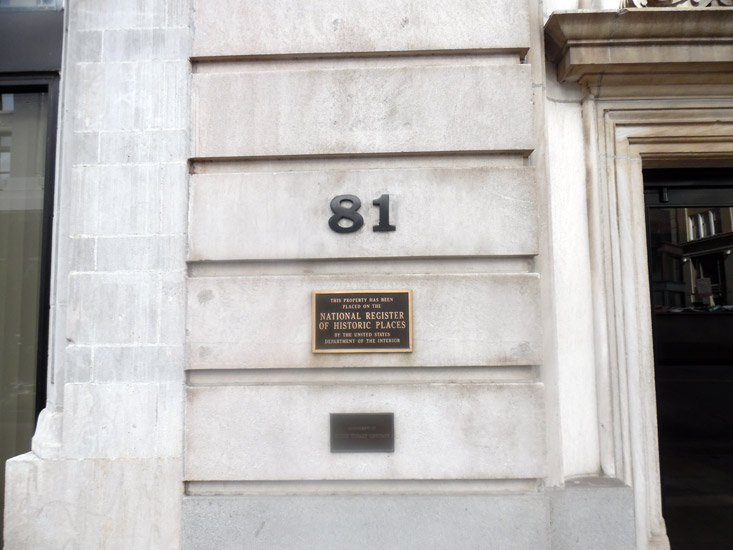 81
THIS PROPERTY HAS BEEN
PLACED ON THE
NATIONAL REGISTER
OF HISTORIC PLACES
BY THE UNITED STATES
DEPARTMENT OF THE INTERIOR